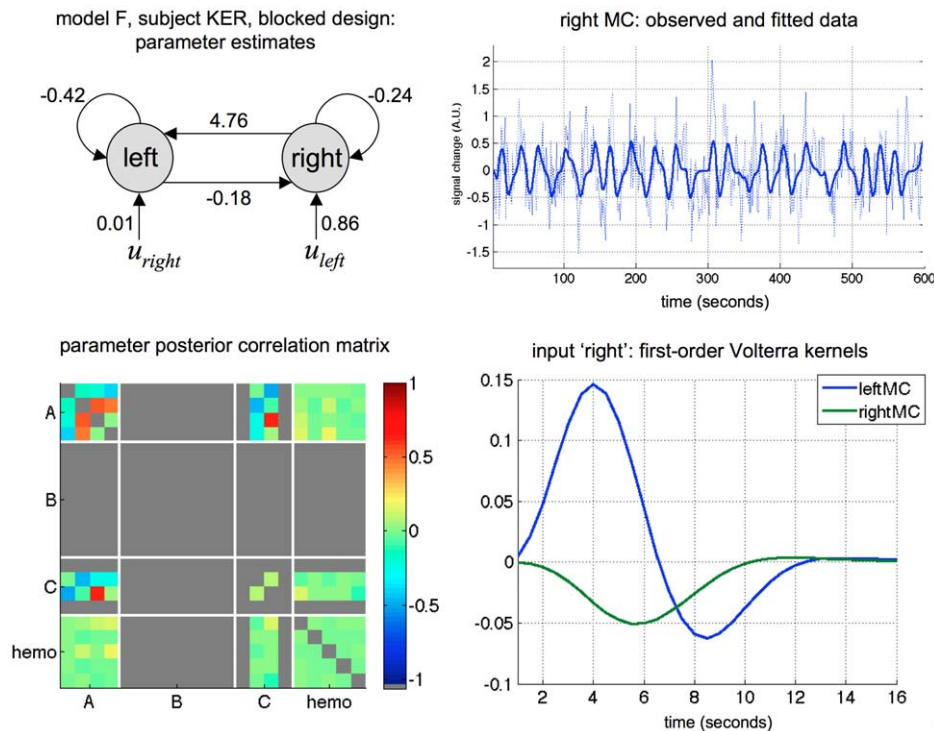 model F, subject KER, blocked design:
parameter estimates
-0.42
-0.24
4.76
left
right
-0.18
0.01
0.86
u_right
u_left
right MC: observed and fitted data
signal change (A.U.)
2
1.5
1
0.5
0
-0.5
-1
-1.5
100
200
300
400
500
600
time (seconds)
parameter posterior correlation matrix
A
B
C
hemo
A
B
C
hemo
1
0.5
0
-0.5
-1
input ‘right’: first-order Volterra kernels
leftMC
rightMC
0.15
0.1
0.05
0
-0.05
-0.1
2
4
6
8
10
12
14
16
time (seconds)